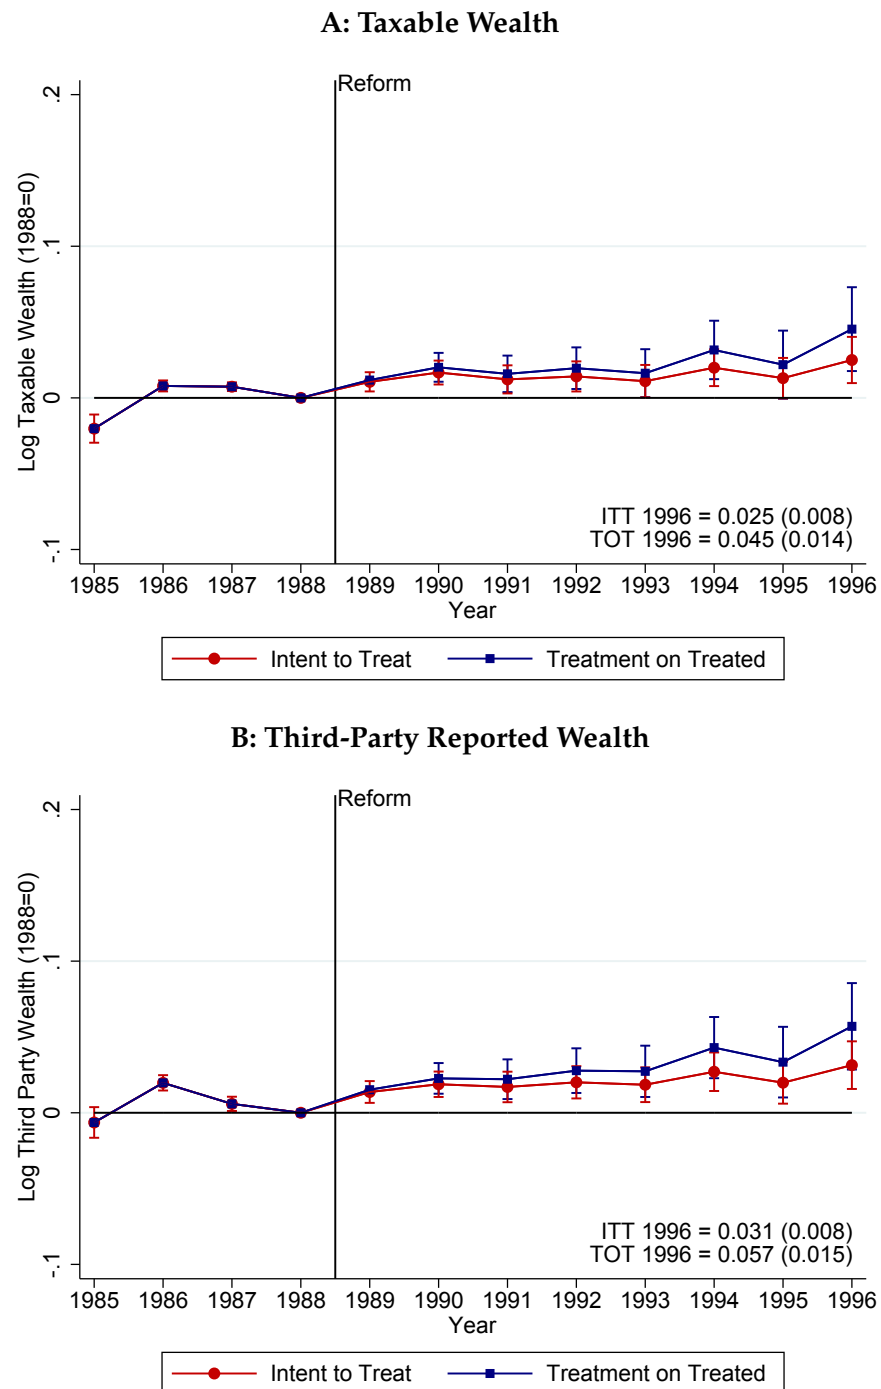 A: Taxable Wealth
Reform
.2
.1
0
-.1
Log Taxable Wealth (1988=0)
ITT 1996 = 0.025 (0.008)
TOT 1996 = 0.045 (0.014)
1985 1986 1987 1988 1989 1990 1991 1992 1993 1994 1995 1996
Year
Intent to Treat Treatment on Treated
B: Third-Party Reported Wealth
Reform
.2
.1
0
-.1
Log Third Party Wealth (1988=0)
ITT 1996 = 0.031 (0.008)
TOT 1996 = 0.057 (0.015)
1985 1986 1987 1988 1989 1990 1991 1992 1993 1994 1995 1996
Year
Intent to Treat Treatment on Treated